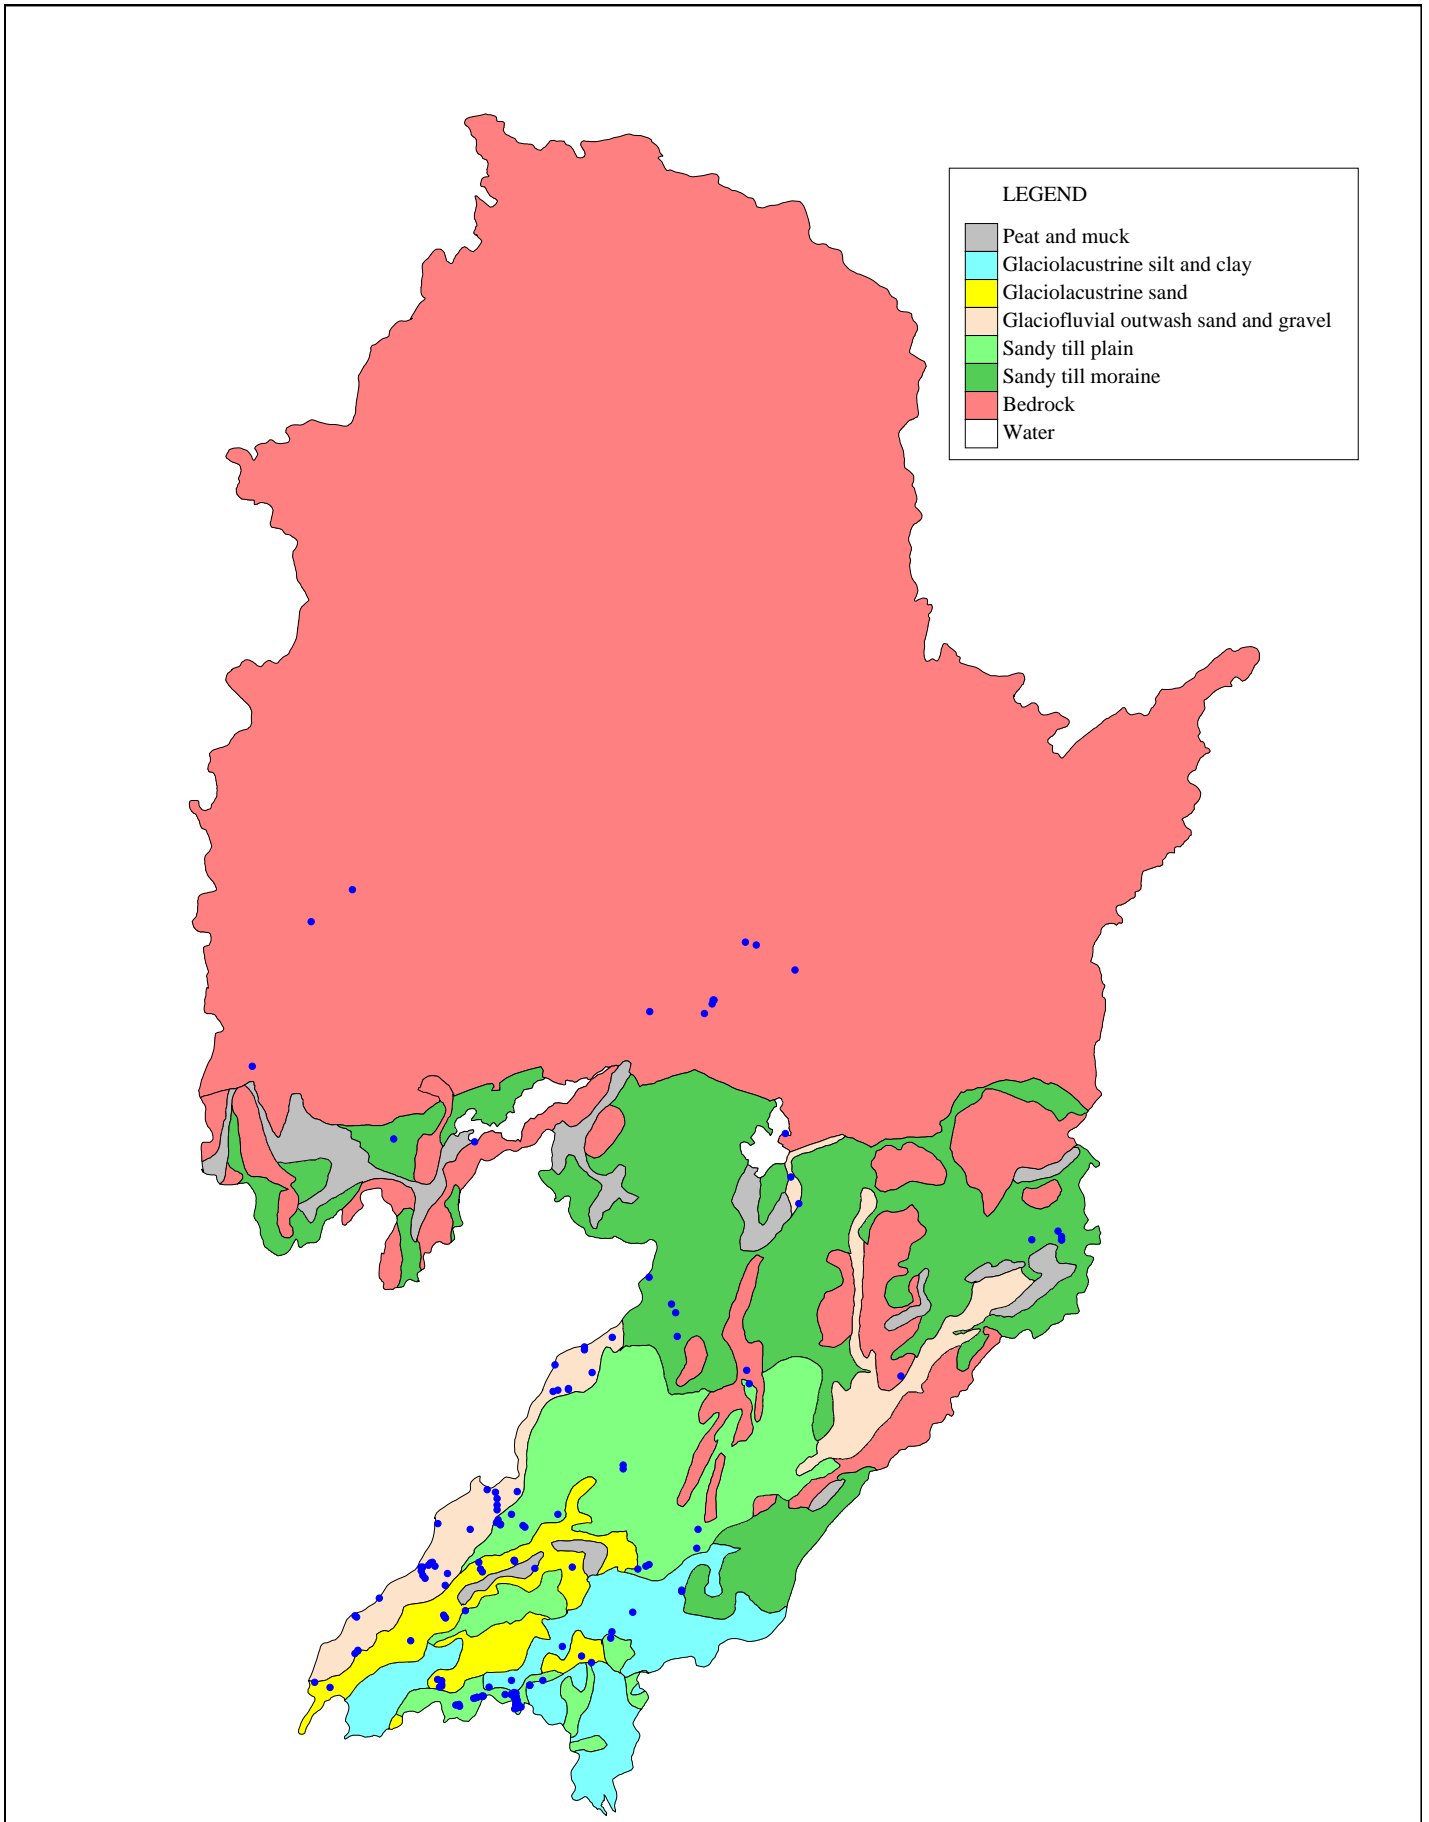 LEGEND
Peat and muck
Glaciolacustrine silt and clay
Glaciolacustrine sand
Glaciofluvial outwash sand and gravel
Sandy till plain
Sandy till moraine
Bedrock
Water